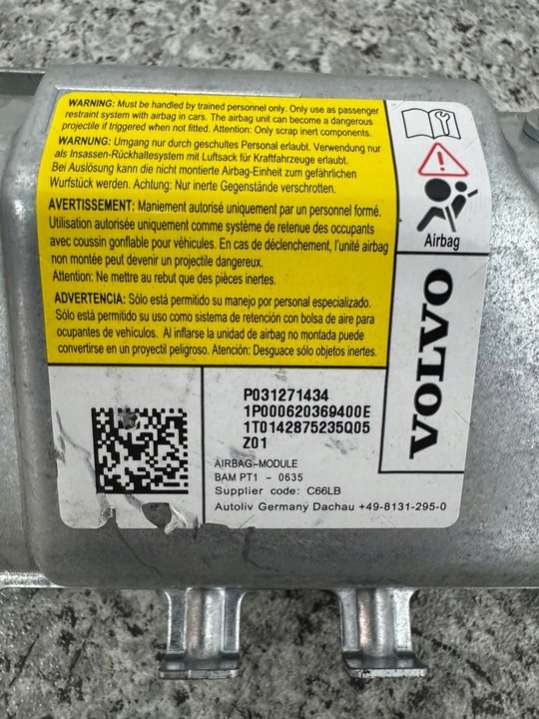 WARNING: Must be handled by trained personnel only. Only use as passenger
restraint system with airbag in cars. The airbag unit can become a dangerous
projectile if triggered when not fitted. Attention: Only scrap inert components.
WARNUNG: Umgang nur durch geschultes Personal erlaubt. Verwendung nur
als Insassen-Rückhaltesystem mit Luftsack für Kraftfahrzeuge erlaubt.
Bei Auslösung kann die nicht montierte Airbag-Einheit zum gefährlichen
Wurfstück werden. Achtung: Nur inerte Gegenstände verschrotten.
AVERTISSEMENT: Maniement autorisé uniquement par un personnel formé.
Utilisation autorisée uniquement comme système de retenue des occupants
avec coussin gonflable pour véhicules. En cas de déclenchement, l'unité airbag
non montée peut devenir un projectile dangereux.
Attention: Ne mettre au rebut que des pièces inertes.
ADVERTENCIA: Sólo está permitido su manejo por personal especializado.
Sólo está permitido su uso como sistema de retención con bolsa de aire para
ocupantes de vehículos. Al inflarse la unidad de airbag no montada puede
convertirse en un proyectil peligroso. Atención: Desguace sólo objetos inertes.
Airbag
VOLVO
P031271434
1P000620369400E
1T0142875235Q05
Z01
AIRBAG-MODULE
BAM PT1 - 0635
Supplier code: C66LB
Autoliv Germany Dachau +49-8131-295-0